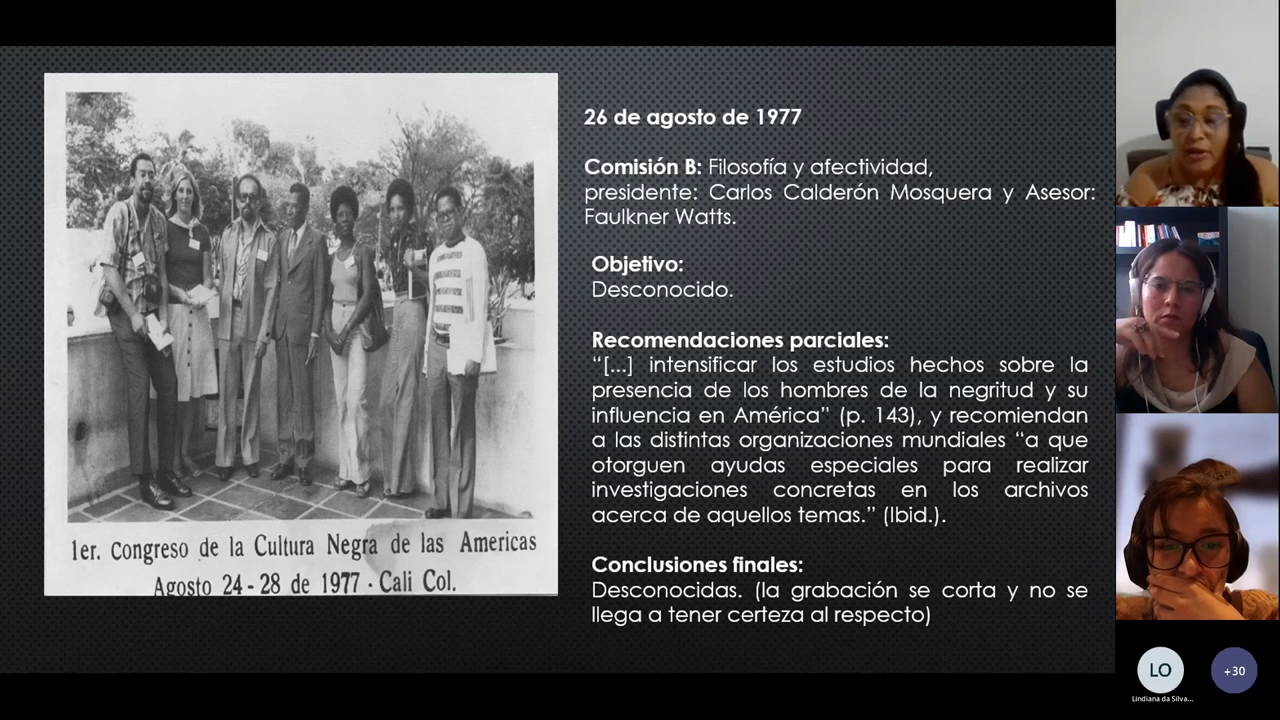 1er. Congreso de la Cultura Negra de las Americas
Agosto 24-28 de 1977 · Cali Col.
26 de agosto de 1977
Comisión B: Filosofía y afectividad,
presidente: Carlos Calderón Mosquera y Asesor:
Faulkner Watts.
Objetivo:
Desconocido.
Recomendaciones parciales:
“[...] intensificar los estudios hechos sobre la
presencia de los hombres de la negritud y su
influencia en América” (p. 143), y recomiendan
a las distintas organizaciones mundiales “a que
otorguen ayudas especiales para realizar
investigaciones concretas en los archivos
acerca de aquellos temas.” (Ibid.).
Conclusiones finales:
Desconocidas. (la grabación se corta y no se
llega a tener certeza al respecto)
LO
+30
Lindiana da Silva...